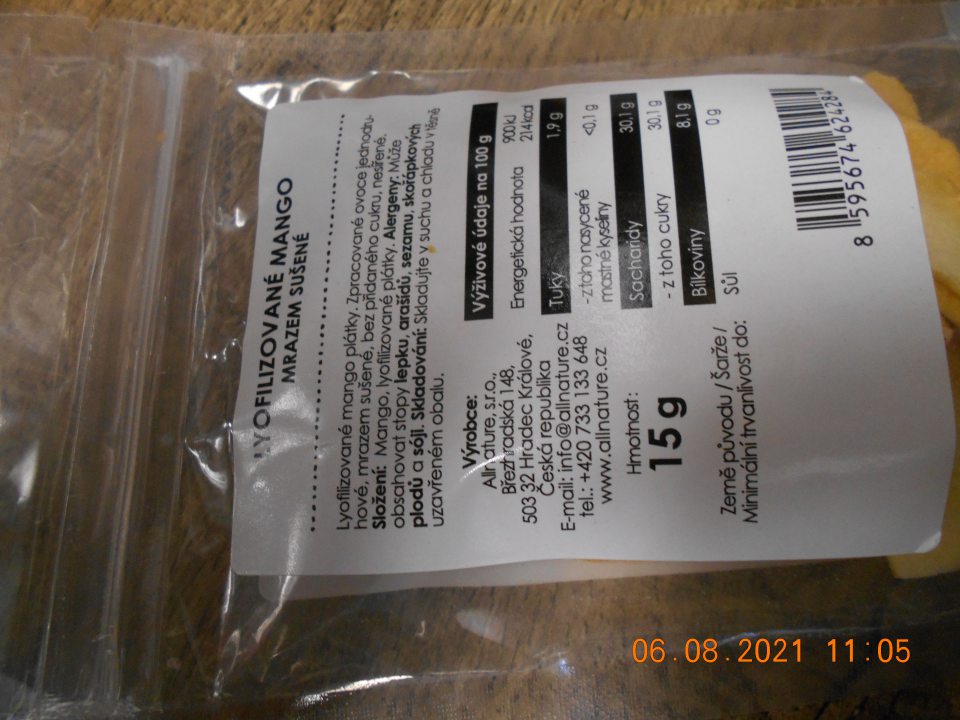 LYOFILIZOVANÉ MANGO
MRAZEM SUŠENÉ
Lyofilizované mango plátky. Zpracované ovoce jednodru-
hové, mrazem sušené, bez přidaného cukru, nesířené.
Složení: Mango, lyofilizované plátky. Alergeny: Může
obsahovat stopy lepku, arašídů, sezamu, skořápkových
plodů a sóji. Skladování: Skladujte v suchu a chladu v těsně
uzavřeném obalu.
Výrobce:
All nature, s.r.o.,
Březhradská 148,
503 32 Hradec Králové,
Česká republika
E-mail: info@allnature.cz
tel.: +420 733 133 648
www.allnature.cz
Hmotnost:
15 g
Země původu / Šarže /
Minimální trvanlivost do:
Výživové údaje na 100 g
Energetická hodnota 900 kJ
214 kcal
Tuky 1,9 g
- z toho nasycené <0,1 g
mastné kyseliny
Sacharidy 30,1 g
- z toho cukry 30,1 g
Bílkoviny 8,1 g
Sůl 0 g
8 595674 624284
06.08.2021 11:05